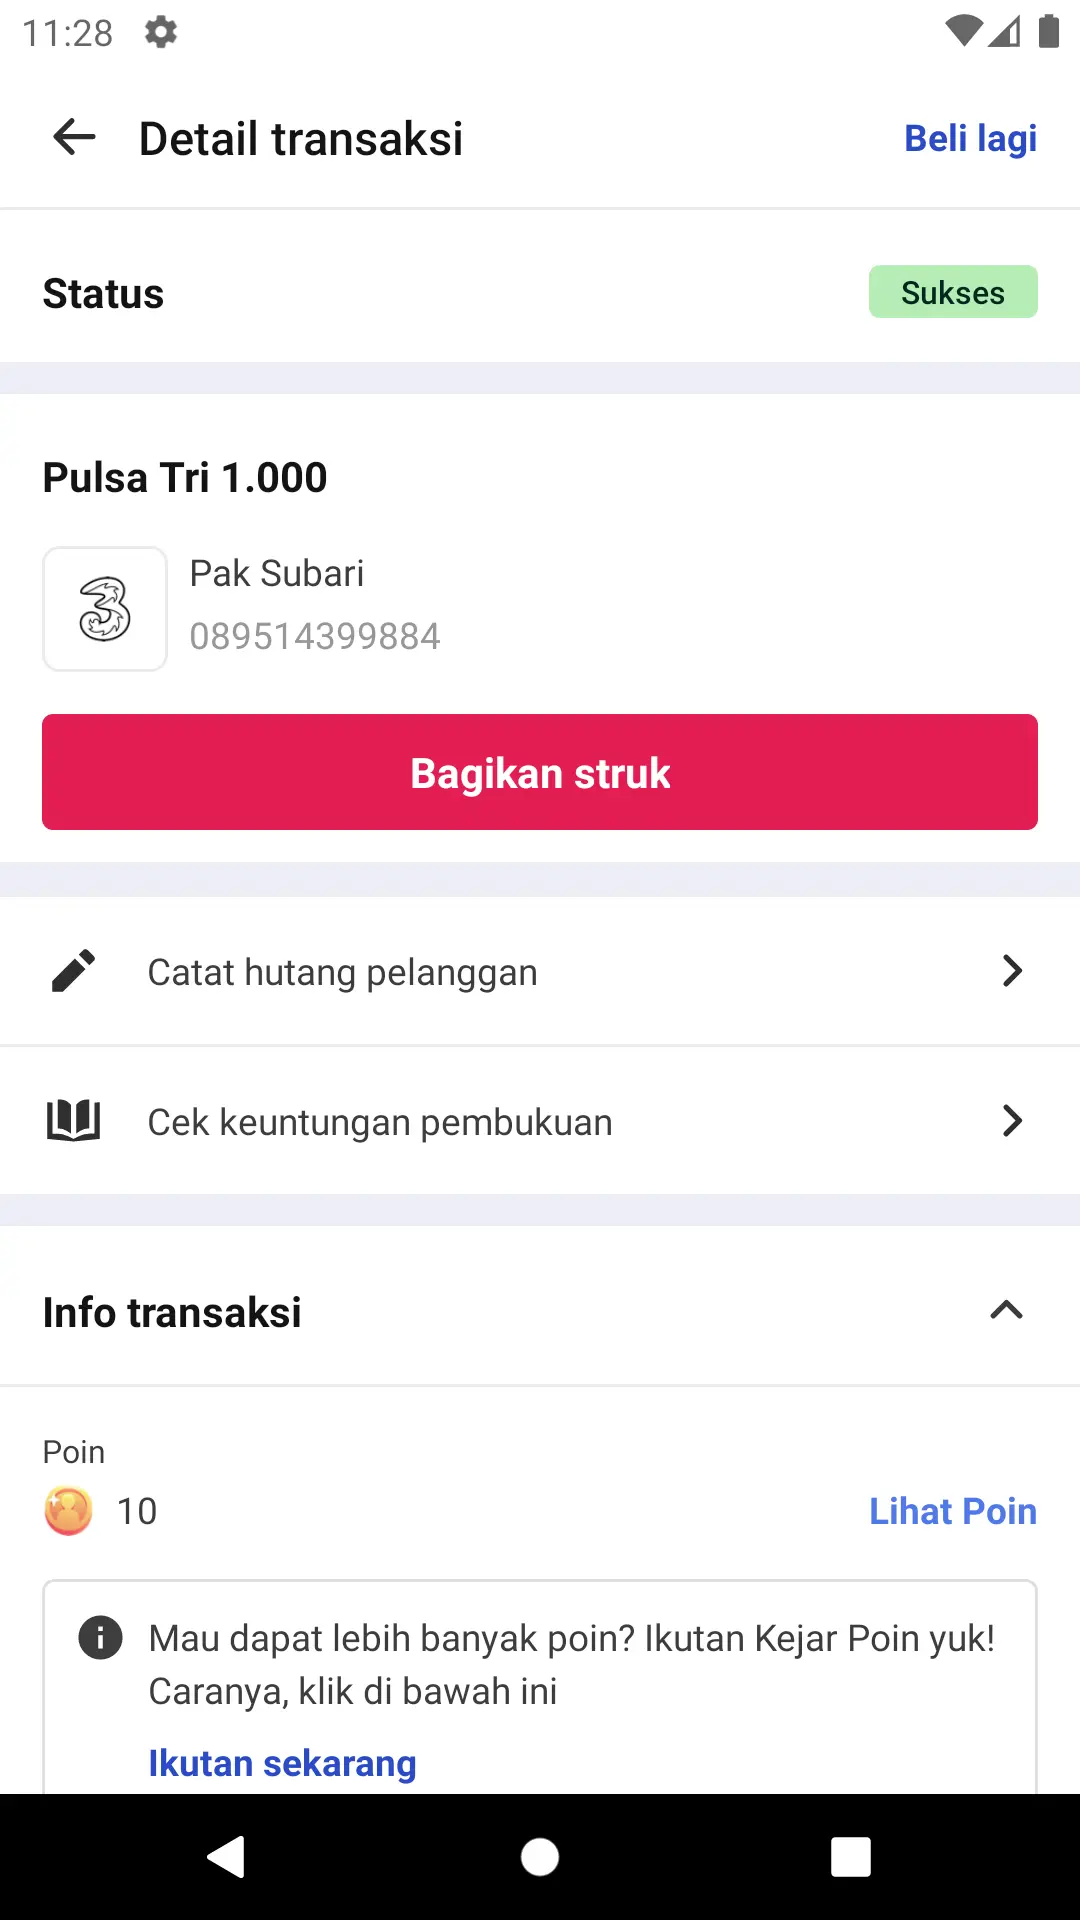 11:28
Detail transaksi
Beli lagi
Status
Sukses
Pulsa Tri 1.000
Pak Subari
089514399884
Bagikan struk
Catat hutang pelanggan
Cek keuntungan pembukuan
Info transaksi
Poin
10
Lihat Poin
Mau dapat lebih banyak poin? Ikutan Kejar Poin yuk!
Caranya, klik di bawah ini
Ikutan sekarang